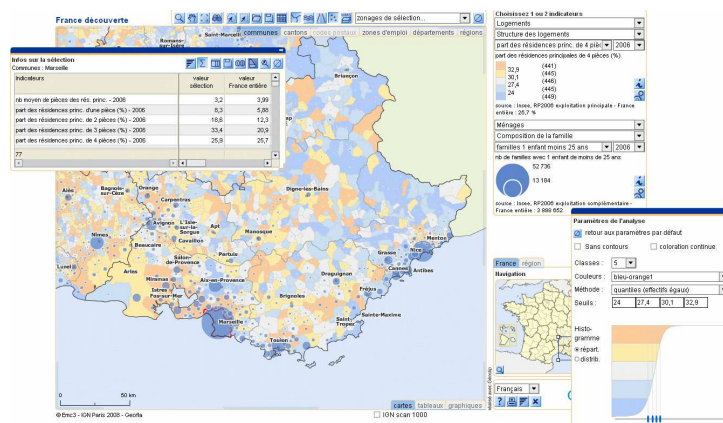 France découverte
zonages de sélection...
communes cantons codes postaux zones d'emploi départements régions
Infos sur la sélection
Communes : Marseille
Indicateurs valeur sélection valeur France entière
nb moyen de pièces des rés. princ. - 2006 3,2 3,99
part des résidences princ. d'une pièce (%) - 2006 8,3 5,86
part des résidences princ. de 2 pièces (%) - 2006 18,6 12,3
part des résidences princ. de 3 pièces (%) - 2006 33,4 20,9
part des résidences princ. de 4 pièces (%) - 2006 25,9 25,7
77
Saint-Marcell
Romans-
sur-Isère
Briançon
Alès
Bagnols-
sur-Cèze
Orange
Carpentras
Digne-les-Bains
Nîmes
Avignon
L'Isle-
sur-la-
Sorgue
Apt
Manosque
Cavaillon
Beaucaire
Salon-
de-Provence
Pertuis
Lunel
Arles
Miramas
Istres
Fos-sur-Mer
Aix-en-Provence
Marseille
Toulon
Brignoles
Draguignan
Fréjus
Sainte-Maxime
Saint-
Tropez
Grasse
Cannes
Antibes
Nice
Menton
0 50 km
© Emc3 - IGN Paris 2008 - Geofla
cartes tableaux graphiques
IGN scan 1000
Choisissez 1 ou 2 indicateurs
Logements
Structure des logements
part des résidences princ. de 4 pièc 2006
part des résidences principales de 4 pièces (%)
(441)
32,9
(445)
30,1
(446)
27,4
(445)
24
(449)
source : Insee, RP2006 exploitation principale - France
entière : 25,7 %
Ménages
Composition de la famille
familles 1 enfant moins 25 ans 2006
nb de familles avec 1 enfant de moins de 25 ans
52 736
13 184
source : Insee, RP2006 exploitation complémentaire -
France entière : 3 898 652
France région
Navigation
Français
Paramètres de l'analyse
retour aux paramètres par défaut
Sans contours coloration continue
Classes : 5
Couleurs : bleu-orange1
Méthode : quantiles (effectifs égaux)
Seuils : 24 27,4 30,1 32,9
Histo-
gramme
répart.
distrib.